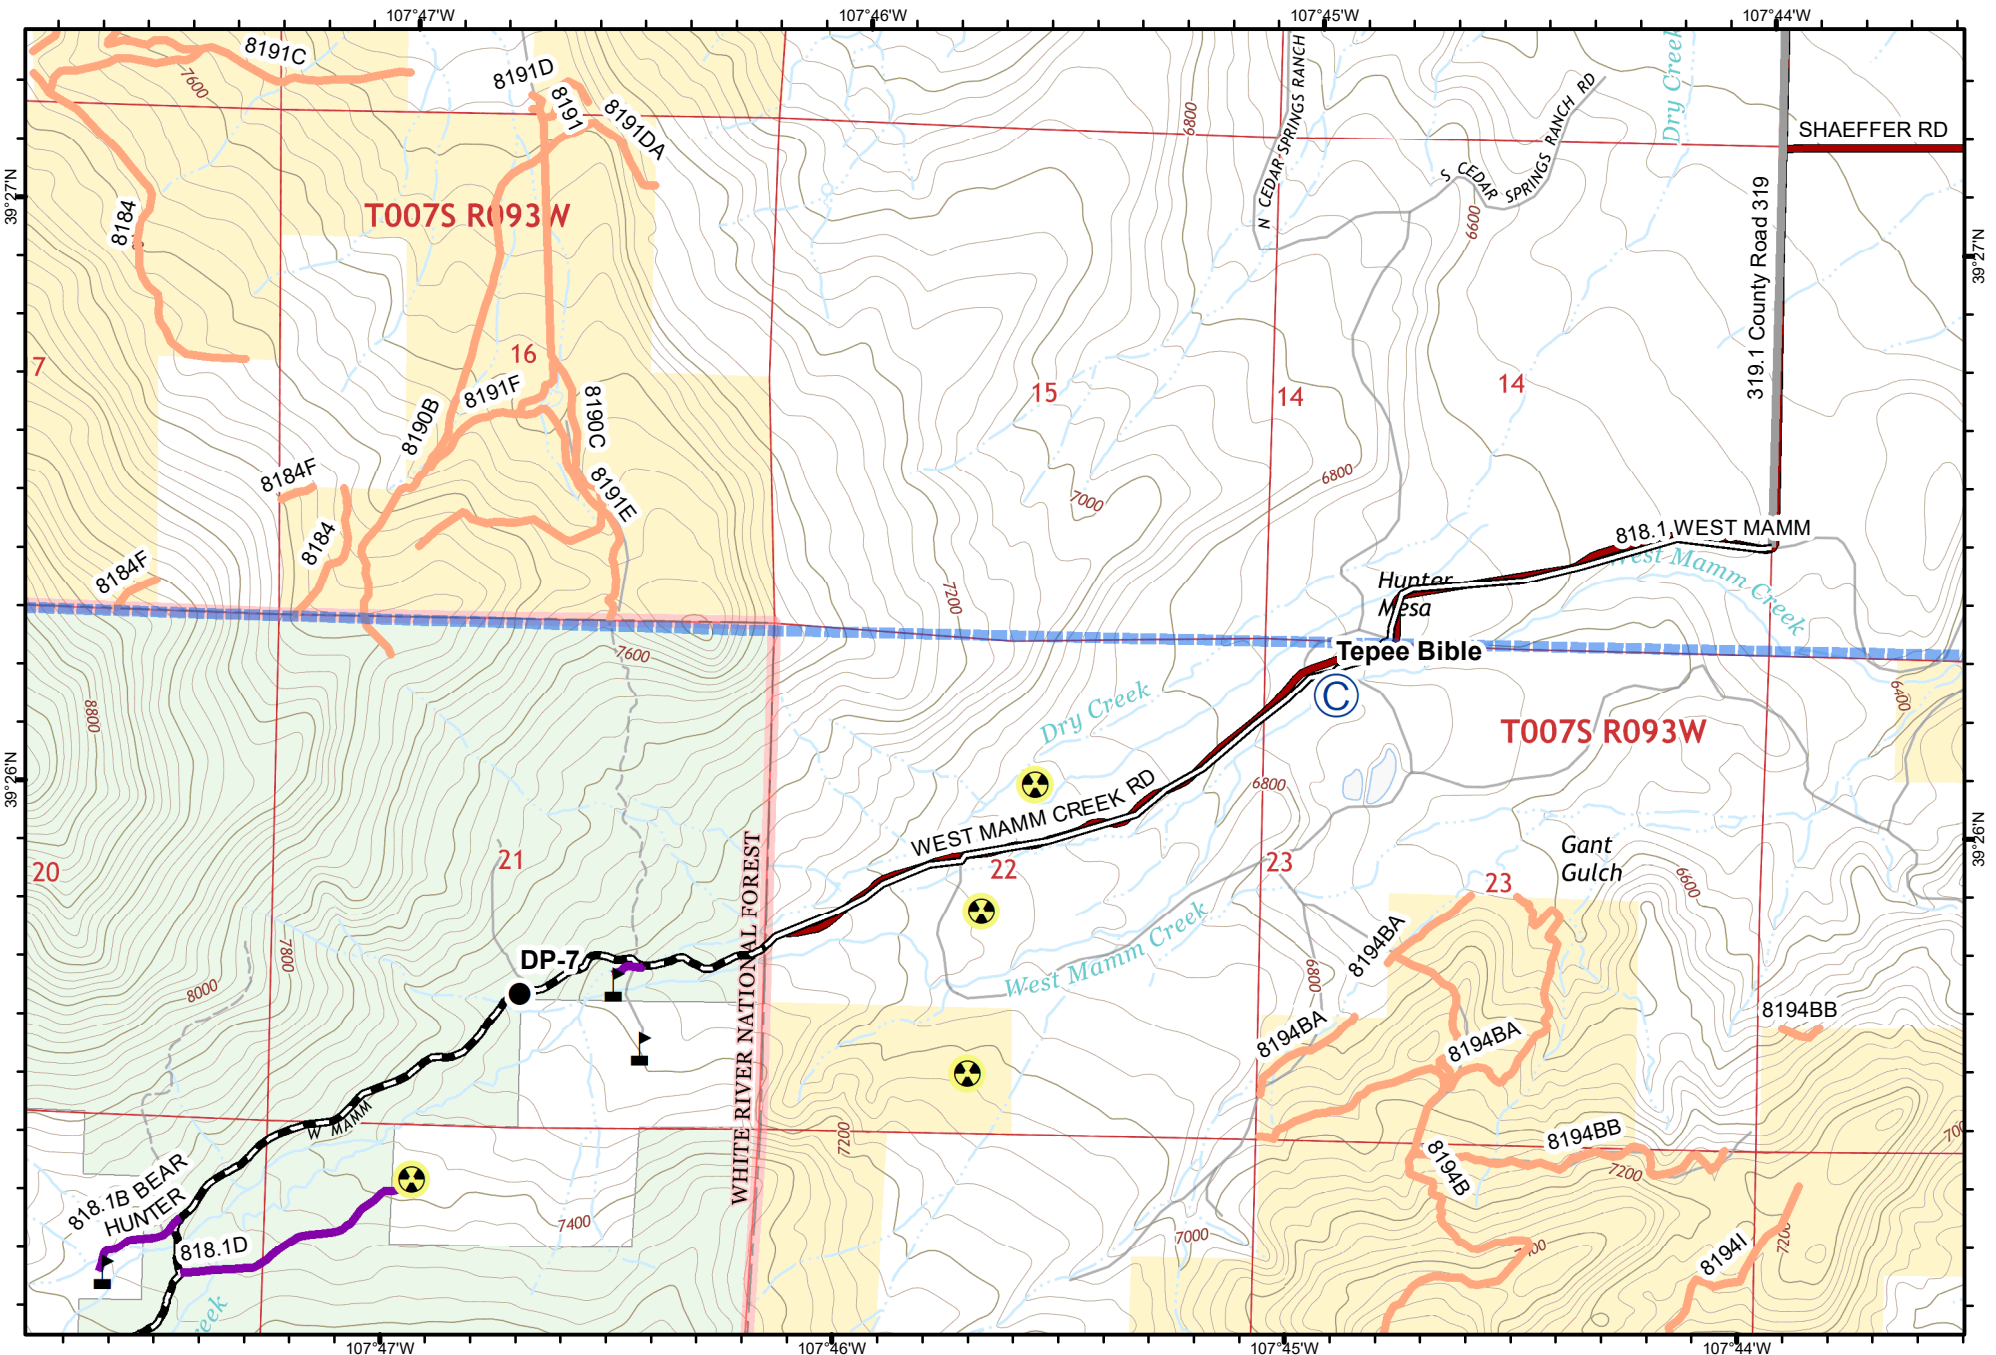 107°47'W
107°46'W
107°45'W
107°44'W
8191C
7600
8191D
8191
8191DA
6800
N CEDAR SPRINGS RANCH
S CEDAR
SPRINGS RANCH RD
Dry Creek
SHAEFFER RD
39°27'N
39°27'N
8184
T007S R093W
6600
319.1 County Road 319
7
16
15
14
14
8191F
8190B
8190C
8184F
8191E
8184
8184F
7000
6800
7200
818.1 WEST MAMM
West Mamm Creek
Hunter
Mesa
Tepee Bible
C
7600
8800
Dry Creek
T007S R093W
6400
39°26'N
39°26'N
6800
WEST MAMM CREEK RD
20
21
22
23
23
Gant
Gulch
6600
WHITE RIVER NATIONAL FOREST
West Mamm Creek
DP-7
7800
8000
6800
8194BA
8194BA
8194BA
8194BB
W MAMM
7200
8194BB
8194B
7200
818.1B BEAR
HUNTER
818.1D
7400
7000
8194I
7200
107°47'W
107°46'W
107°45'W
107°44'W